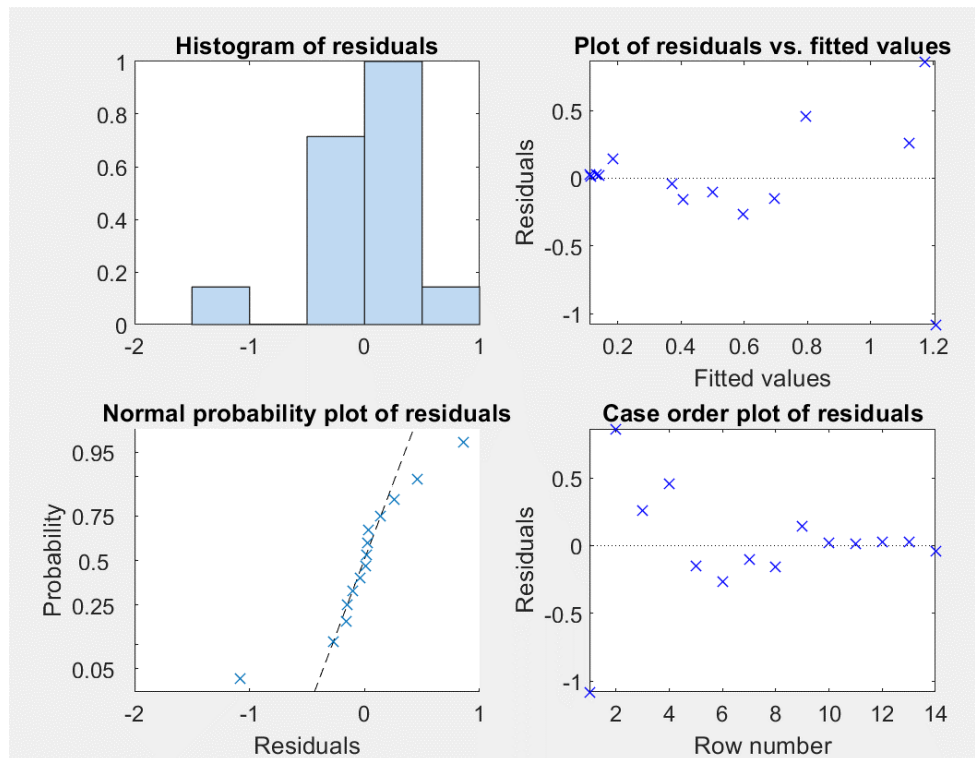 Histogram of residuals
1
0.8
0.6
0.4
0.2
0
-2 -1 0 1
Plot of residuals vs. fitted values
Residuals
0.5
0
-0.5
-1
0.2 0.4 0.6 0.8 1 1.2
Fitted values
Normal probability plot of residuals
Probability
0.95
0.75
0.5
0.25
0.05
-2 -1 0 1
Residuals
Case order plot of residuals
Residuals
0.5
0
-0.5
-1
2 4 6 8 10 12 14
Row number